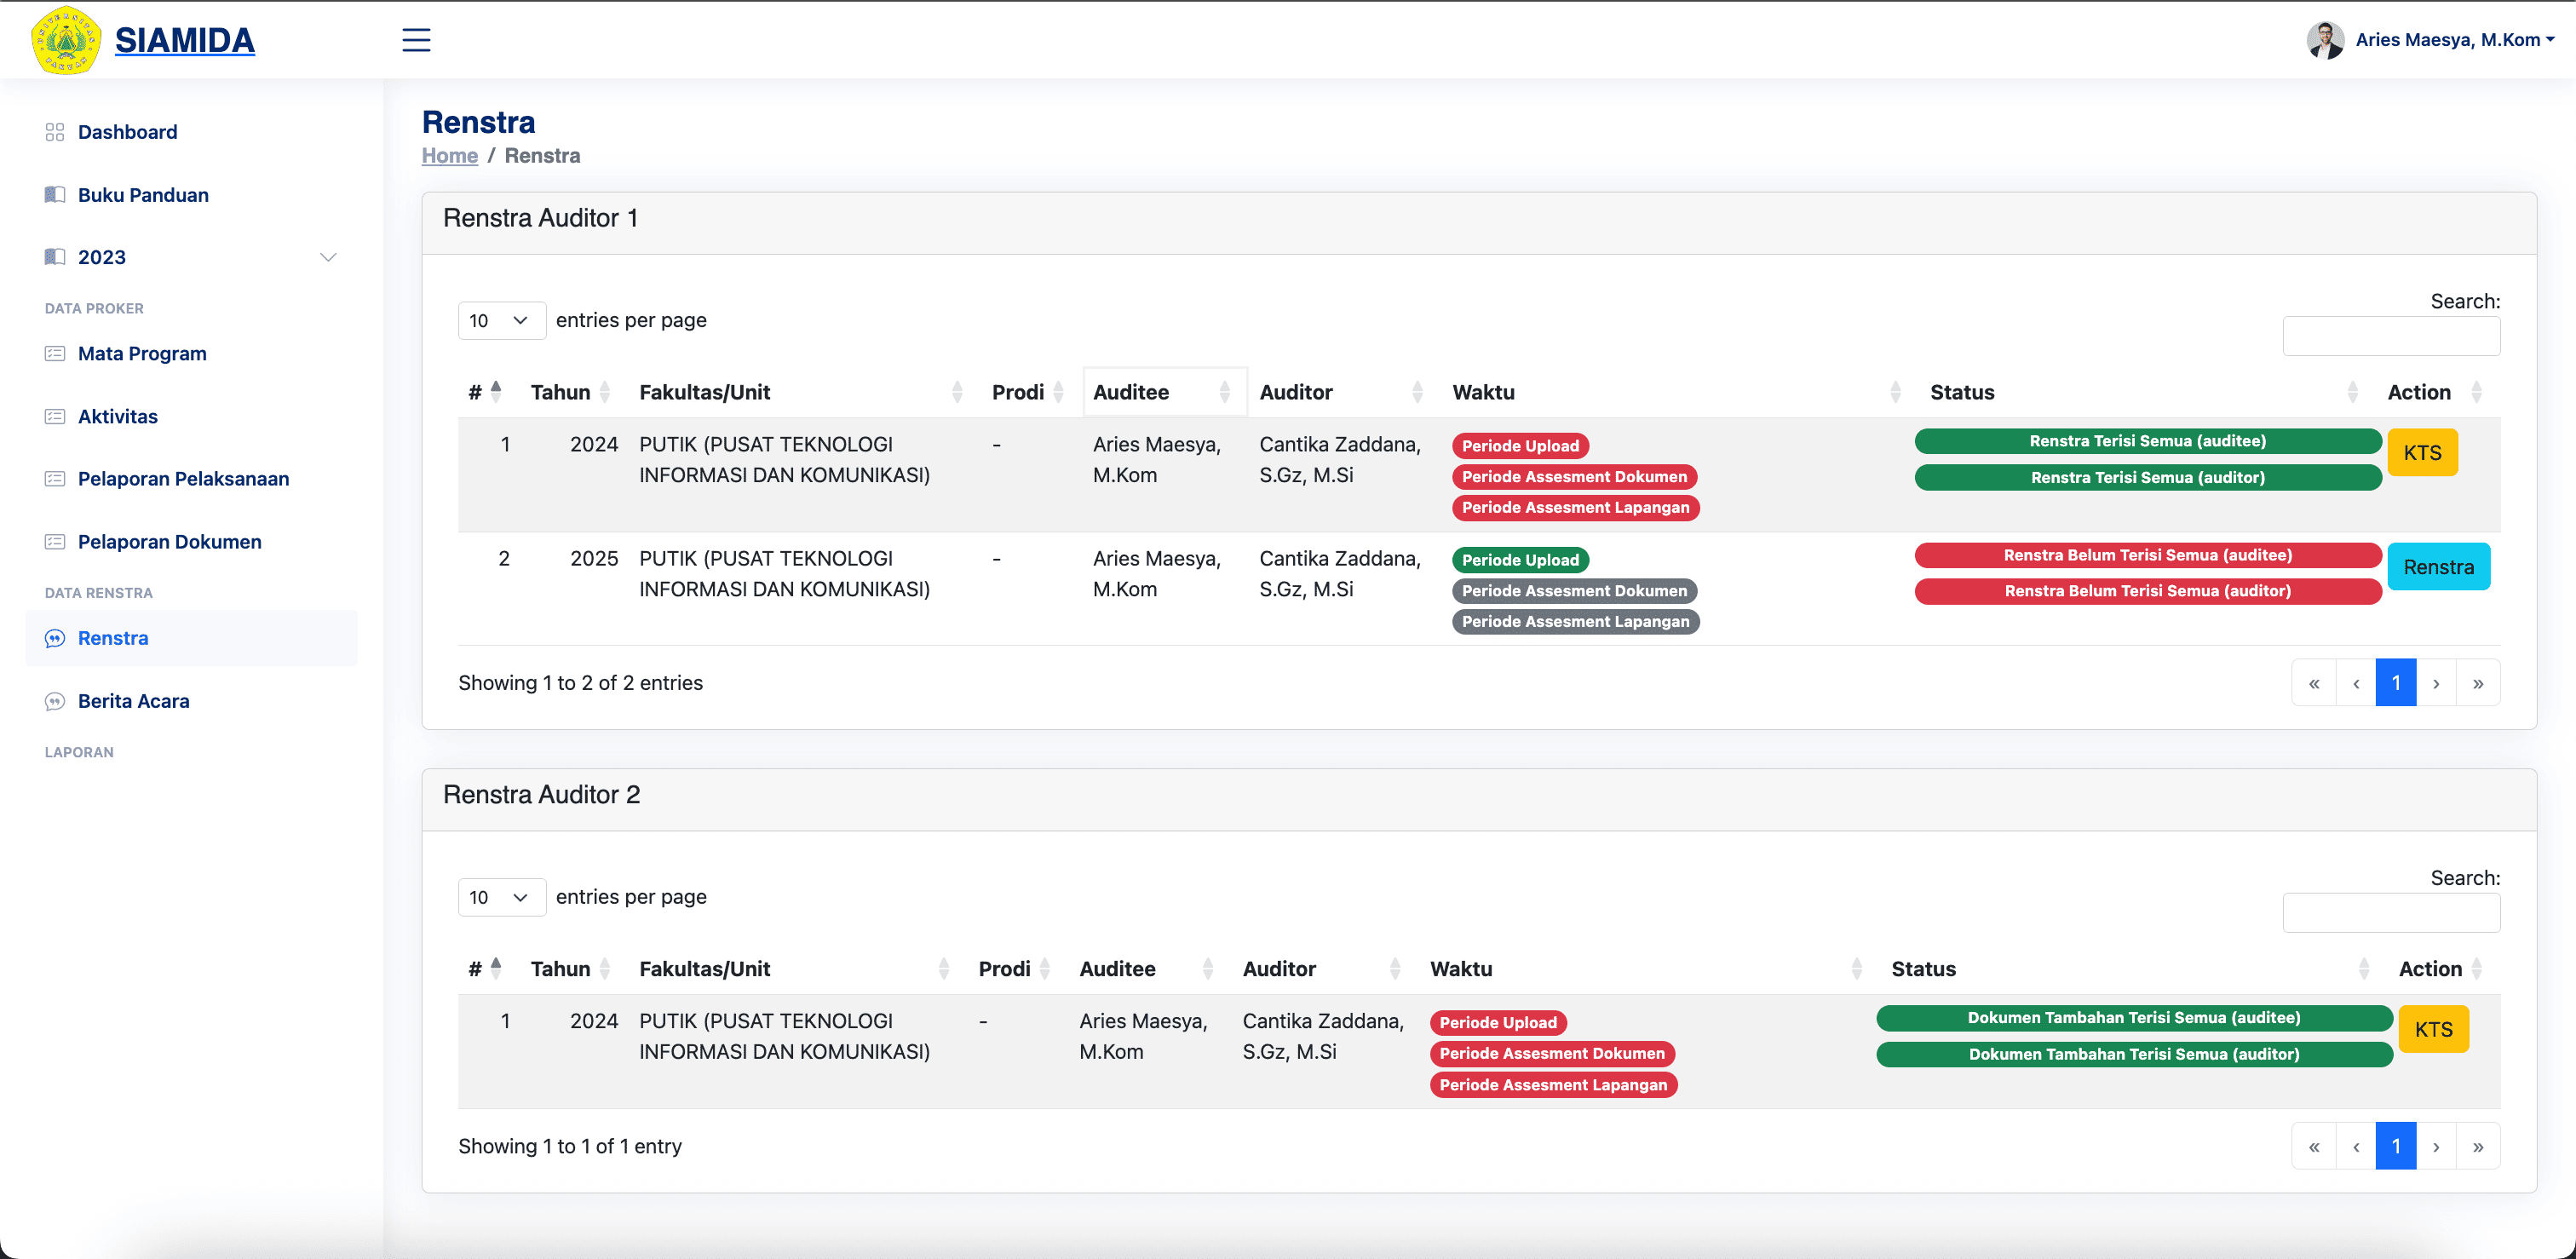 SIAMIDA
Aries Maesya, M.Kom
Dashboard
Buku Panduan
2023
DATA PROKER
Mata Program
Aktivitas
Pelaporan Pelaksanaan
Pelaporan Dokumen
DATA RENSTRA
Renstra
Berita Acara
LAPORAN
Renstra
Home / Renstra
Renstra Auditor 1
10 entries per page
Search:
# Tahun Fakultas/Unit Prodi Auditee Auditor Waktu Status Action
1 2024 PUTIK (PUSAT TEKNOLOGI - Aries Maesya, Cantika Zaddana, Periode Upload Renstra Terisi Semua (auditee) KTS
INFORMASI DAN KOMUNIKASI) M.Kom S.Gz, M.Si Periode Assesment Dokumen Renstra Terisi Semua (auditor)
Periode Assesment Lapangan
2 2025 PUTIK (PUSAT TEKNOLOGI - Aries Maesya, Cantika Zaddana, Periode Upload Renstra Belum Terisi Semua (auditee) Renstra
INFORMASI DAN KOMUNIKASI) M.Kom S.Gz, M.Si Periode Assesment Dokumen Renstra Belum Terisi Semua (auditor)
Periode Assesment Lapangan
Showing 1 to 2 of 2 entries « ‹ 1 › »
Renstra Auditor 2
10 entries per page
Search:
# Tahun Fakultas/Unit Prodi Auditee Auditor Waktu Status Action
1 2024 PUTIK (PUSAT TEKNOLOGI - Aries Maesya, Cantika Zaddana, Periode Upload Dokumen Tambahan Terisi Semua (auditee) KTS
INFORMASI DAN KOMUNIKASI) M.Kom S.Gz, M.Si Periode Assesment Dokumen Dokumen Tambahan Terisi Semua (auditor)
Periode Assesment Lapangan
Showing 1 to 1 of 1 entry « ‹ 1 › »